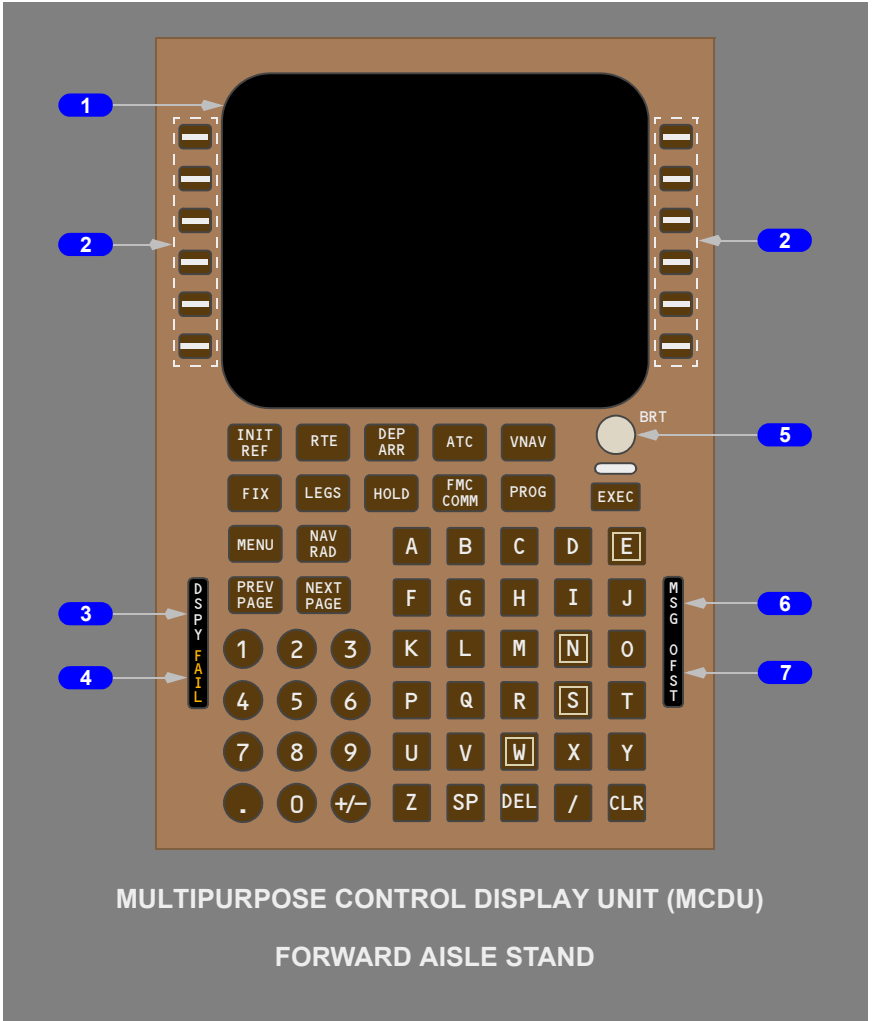 1
2
2
BRT
5
INIT REF
RTE
DEP ARR
ATC
VNAV
FIX
LEGS
HOLD
FMC COMM
PROG
EXEC
MENU
NAV RAD
A B C D E
PREV PAGE
NEXT PAGE
F G H I J
DSPY
FAIL
MSG
OFST
3
6
4
7
1 2 3 K L M N O
4 5 6 P Q R S T
7 8 9 U V W X Y
. 0 +/− Z SP DEL / CLR
MULTIPURPOSE CONTROL DISPLAY UNIT (MCDU)
FORWARD AISLE STAND